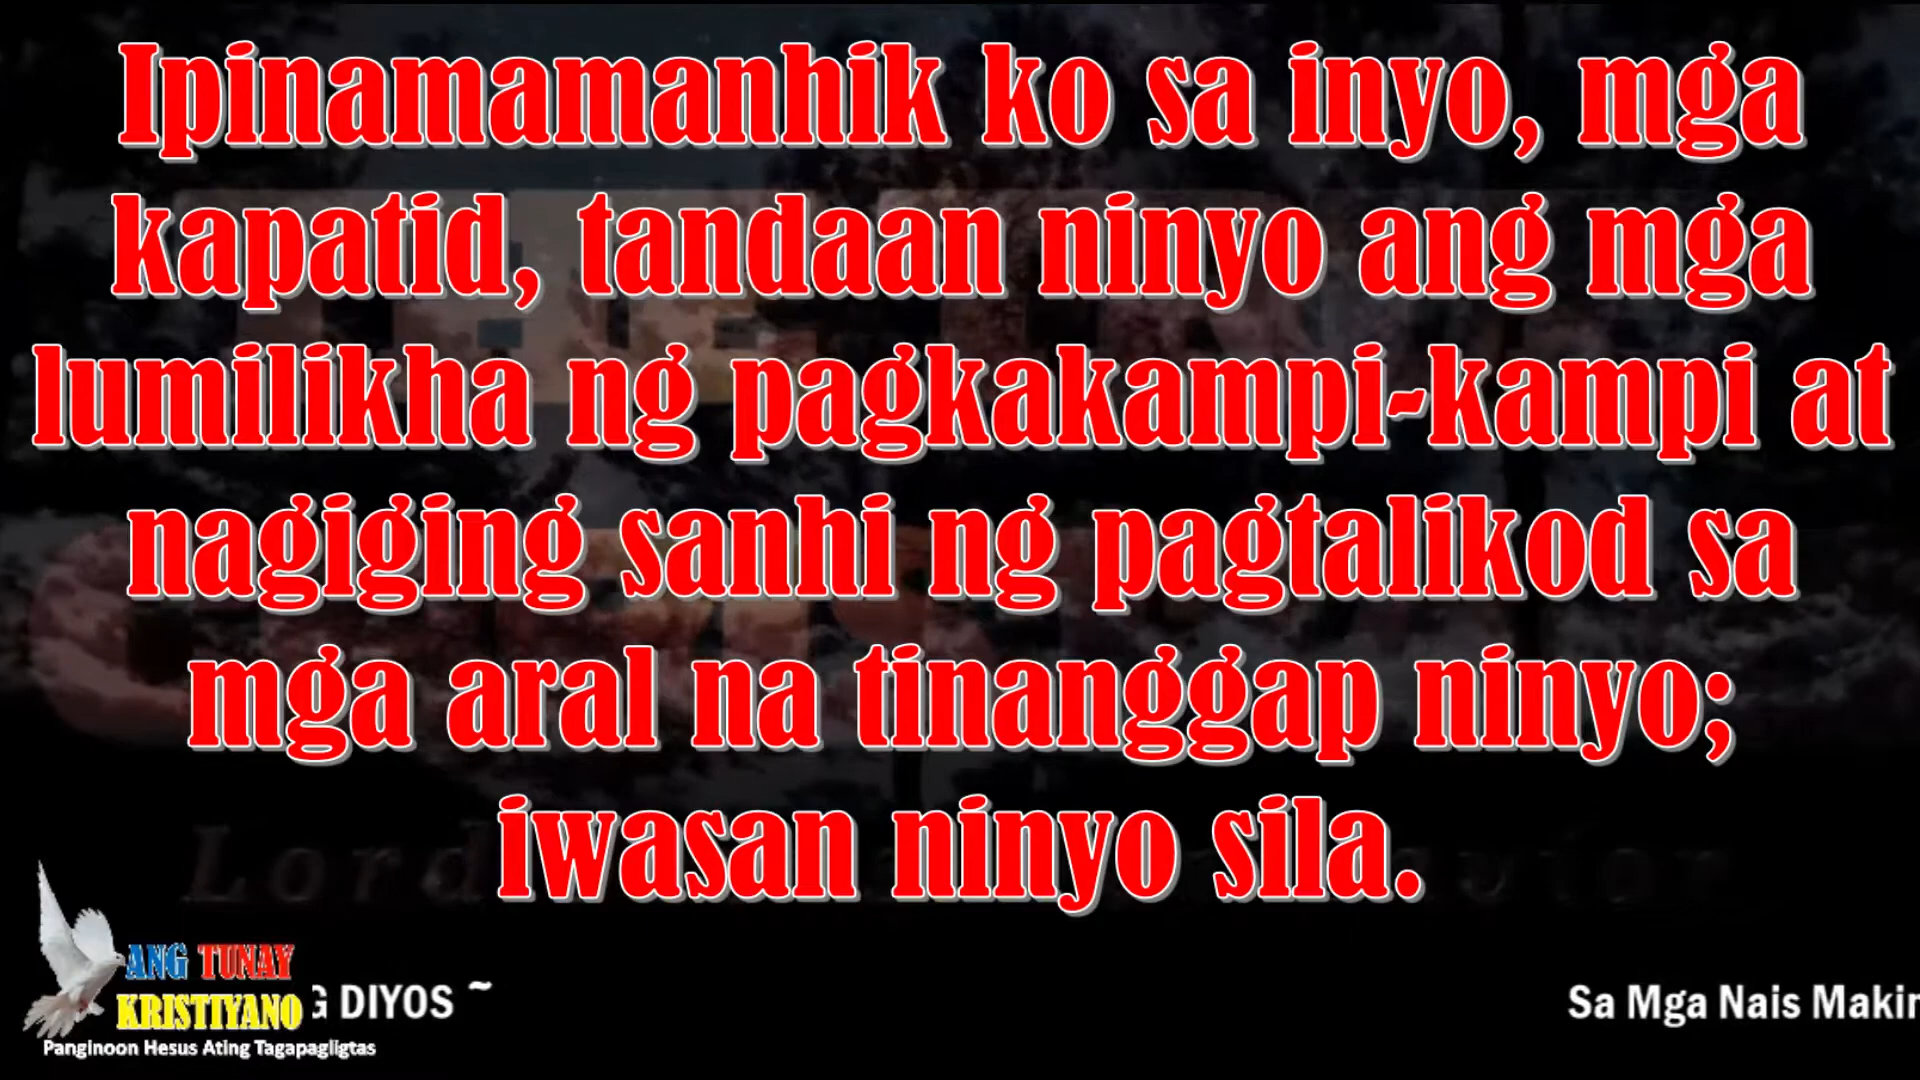 Ipinamamanhik ko sa inyo, mga
kapatid, tandaan ninyo ang mga
lumilikha ng pagkakampi-kampi at
nagiging sanhi ng pagtalikod sa
mga aral na tinanggap ninyo;
iwasan ninyo sila.
Lord
ANG TUNAY
KRISTIYANO
G DIYOS ~
Sa Mga Nais Makin
Panginoon Hesus Ating Tagapagligtas